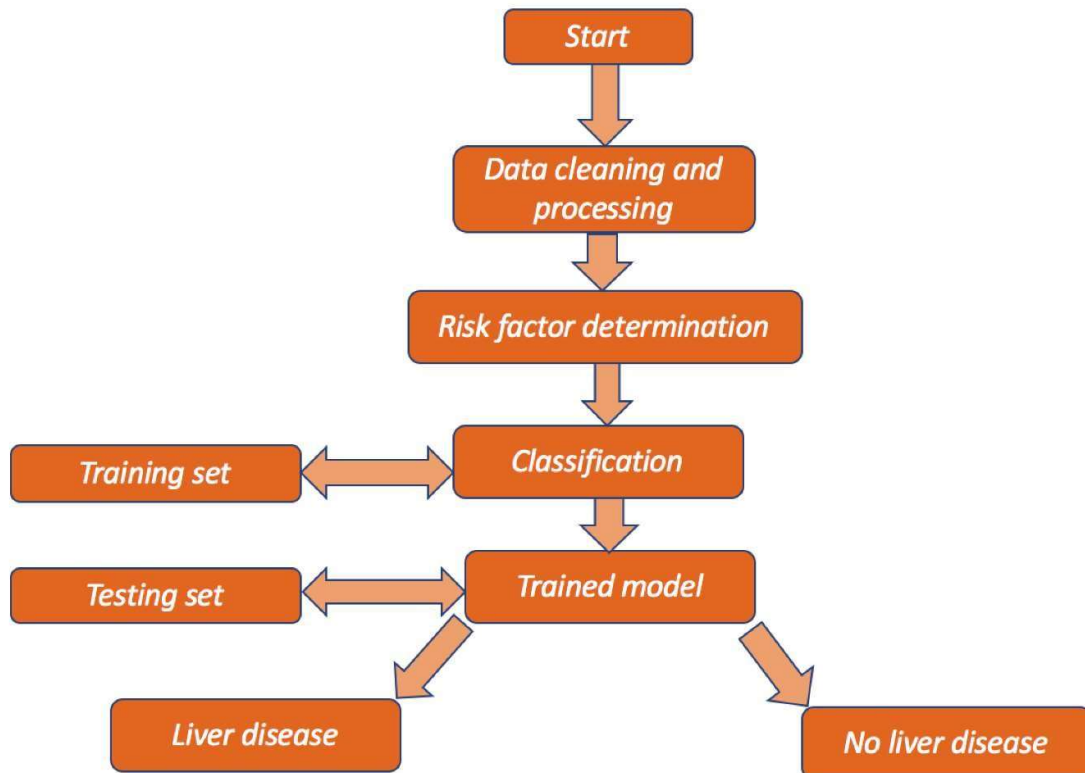 Start
Data cleaning and
processing
Risk factor determination
Classification
Training set
Trained model
Testing set
Liver disease
No liver disease